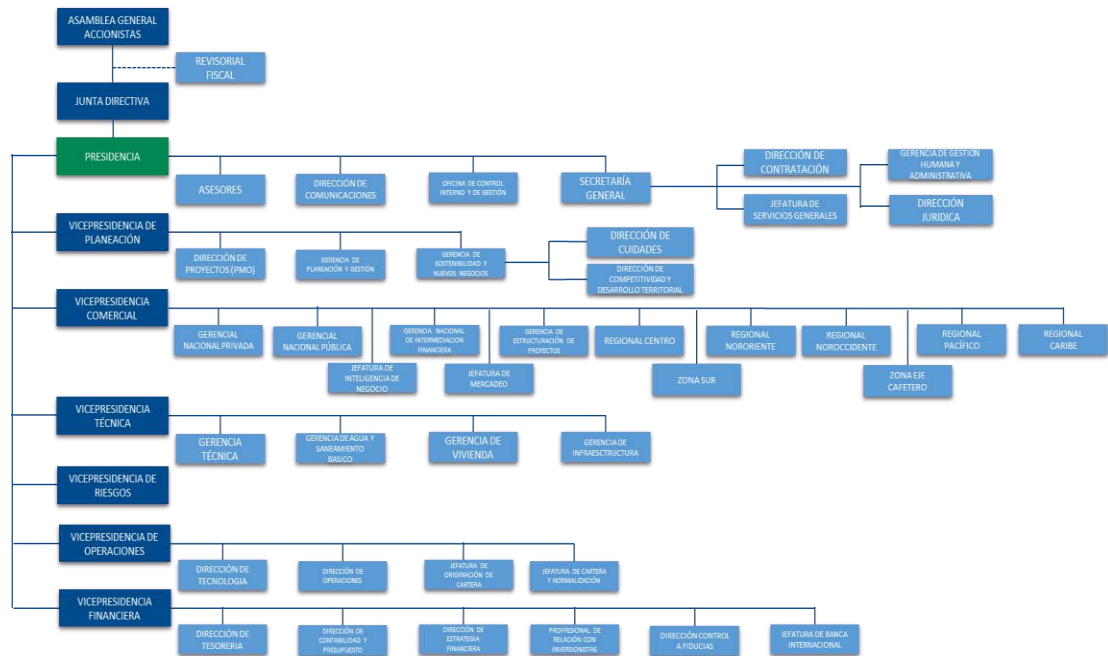 ASAMBLEA GENERAL
ACCIONISTAS
REVISORIAL
FISCAL
JUNTA DIRECTIVA
PRESIDENCIA
ASESORES
DIRECCIÓN DE
COMUNICACIONES
OFICINA DE CONTROL
INTERNO Y DE GESTIÓN
SECRETARÍA
GENERAL
DIRECCIÓN DE
CONTRATACIÓN
GERENCIA DE GESTION
HUMANA Y
ADMINISTRATIVA
JEFATURA DE
SERVICIOS GENERALES
DIRECCIÓN
JURIDICA
VICEPRESIDENCIA DE
PLANEACIÓN
DIRECCIÓN DE
PROYECTOS (PMO)
GERENCIA DE
PLANEACIÓN Y GESTIÓN
GERENCIA DE
SOSTENIBILIDAD Y
NUEVOS NEGOCIOS
DIRECCIÓN DE
CUIDADES
DIRECCIÓN DE
COMPETITIVIDAD Y
DESARROLLO TERRITORIAL
VICEPRESIDENCIA
COMERCIAL
GERENCIAL
NACIONAL PRIVADA
GERENCIAL
NACIONAL PÚBLICA
GERENCIA NACIONAL
DE INTERMEDIACION
FINANCIERA
GERENCIA DE
ESTRUCTURACIÓN DE
PROYECTOS
REGIONAL CENTRO
REGIONAL
NORORIENTE
REGIONAL
NOROCCIDENTE
REGIONAL
PACÍFICO
REGIONAL
CARIBE
JEFATURA DE
INTELIGENCIA DE
NEGOCIO
JEFATURA DE
MERCADEO
ZONA SUR
ZONA EJE
CAFETERO
VICEPRESIDENCIA
TÉCNICA
GERENCIA
TÉCNICA
GERENCIA DE AGUA Y
SANEAMIENTO
BASICO
GERENCIA DE
VIVIENDA
GERENCIA DE
INFRAESCTRUCTURA
VICEPRESIDENCIA DE
RIESGOS
VICEPRESIDENCIA DE
OPERACIONES
DIRECCIÓN DE
TECNOLOGIA
DIRECCIÓN DE
OPERACIONES
JEFATURA DE
ORIGINACIÓN DE
CARTERA
JEFATURA DE CARTERA
Y NORMALIZACIÓN
VICEPRESIDENCIA
FINANCIERA
DIRECCIÓN DE
TESORERIA
DIRECCIÓN DE
CONTABILIDAD Y
PRESUPUESTO
DIRECCIÓN DE
ESTRATEGIA
FINANCIERA
PROFFESIONAL DE
RELACIÓN CON
INVERSIONISTAS
DIRECCIÓN CONTROL
A FIDUCIAS
JEFATURA DE BANCA
INTERNACIONAL